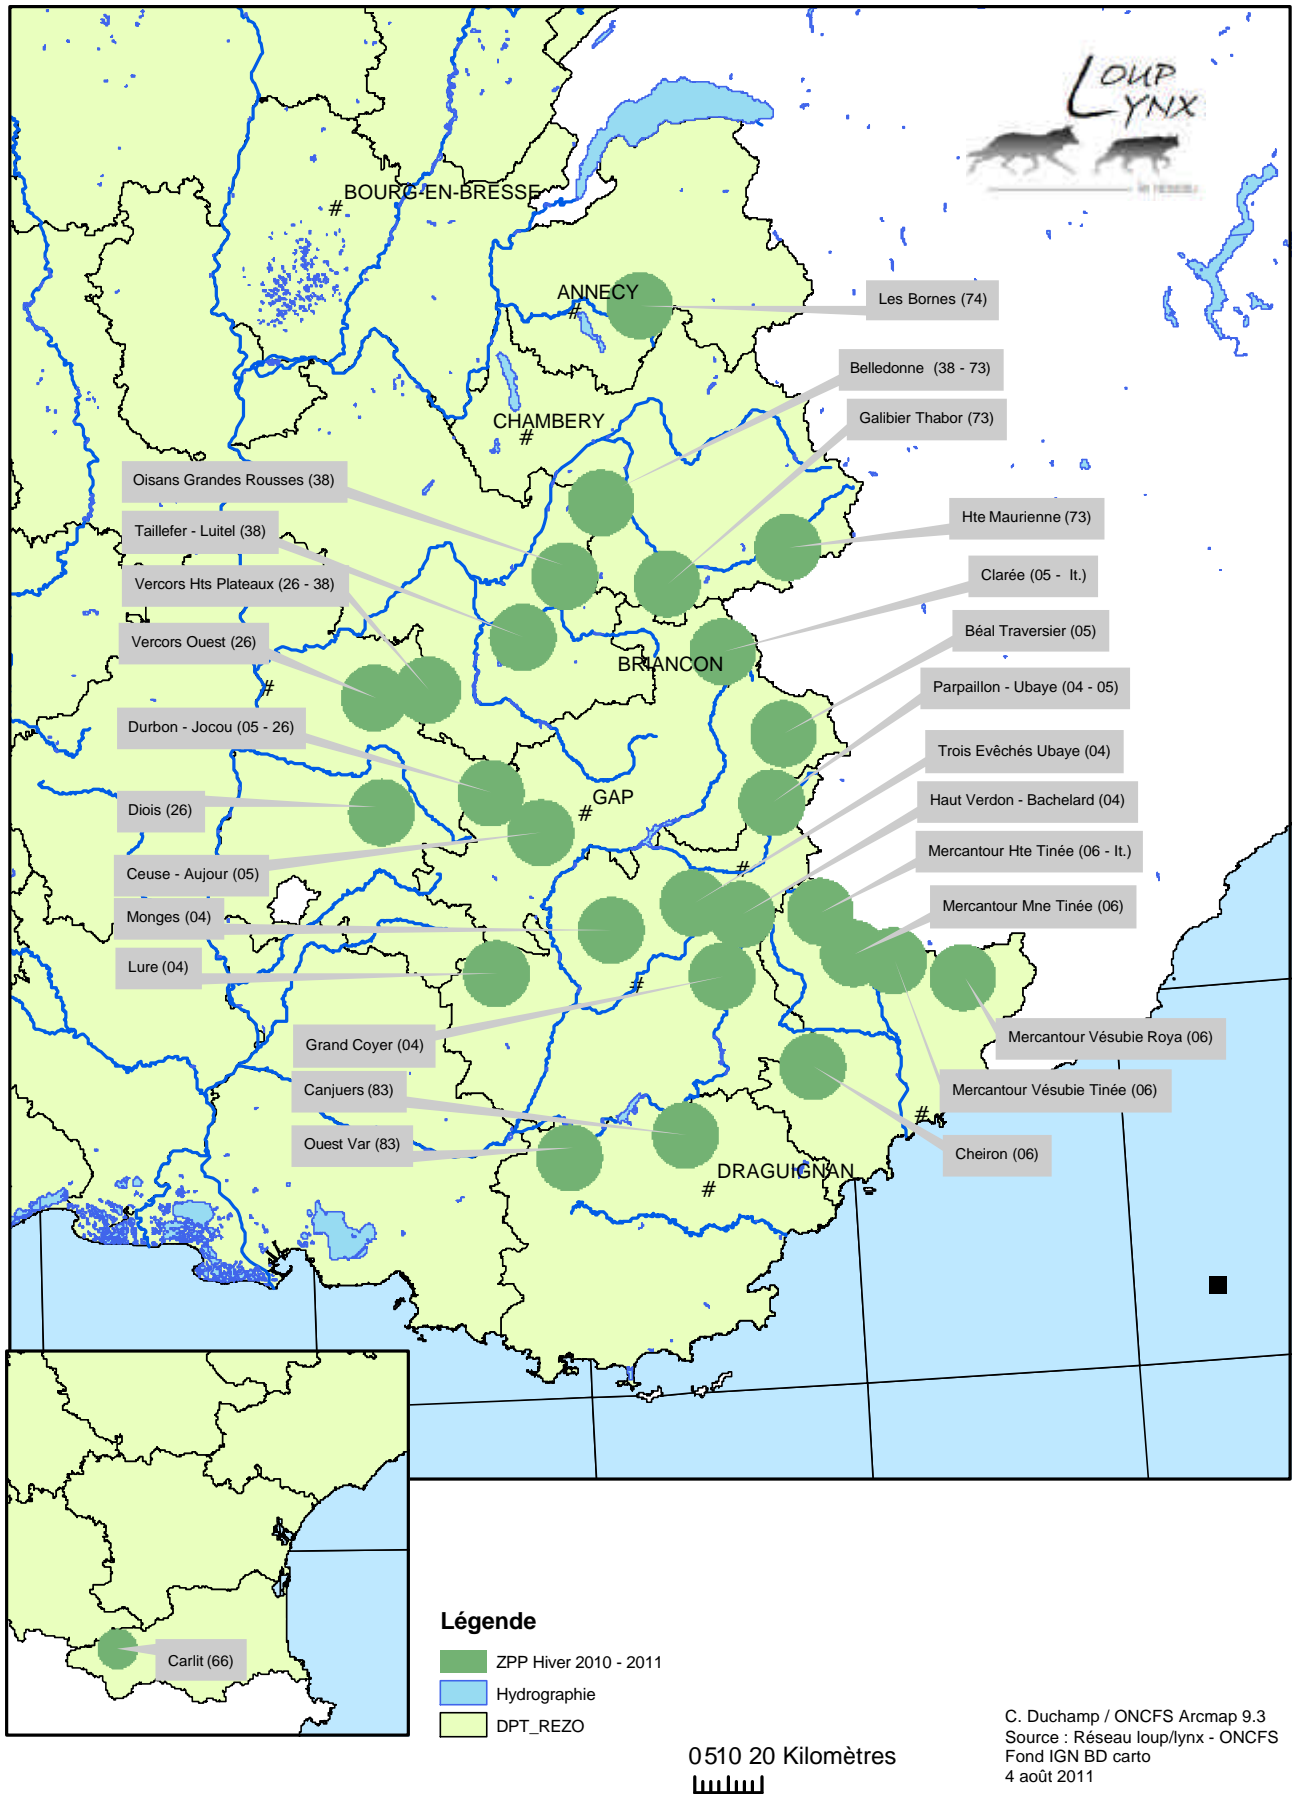 LOUP
LYNX
BOURG-EN-BRESSE
#
ANNECY
#
Les Bornes (74)
Belledonne (38 - 73)
CHAMBERY
#
Galibier Thabor (73)
Oisans Grandes Rousses (38)
Taillefer - Luitel (38)
Hte Maurienne (73)
Vercors Hts Plateaux (26 - 38)
Clarée (05 - It.)
Vercors Ouest (26)
Béal Traversier (05)
BRIANCON
#
Parpaillon - Ubaye (04 - 05)
Durbon - Jocou (05 - 26)
Trois Evêchés Ubaye (04)
Diois (26)
GAP
#
Haut Verdon - Bachelard (04)
Ceuse - Aujour (05)
#
Mercantour Hte Tinée (06 - It.)
Monges (04)
Mercantour Mne Tinée (06)
Lure (04)
#
Grand Coyer (04)
Mercantour Vésubie Roya (06)
Canjuers (83)
Mercantour Vésubie Tinée (06)
#
Ouest Var (83)
Cheiron (06)
DRAGUIGNAN
#
Carlit (66)
Légende
ZPP Hiver 2010 - 2011
Hydrographie
DPT_REZO
0 5 10 20 Kilomètres
C. Duchamp / ONCFS Arcmap 9.3
Source : Réseau loup/lynx - ONCFS
Fond IGN BD carto
4 août 2011